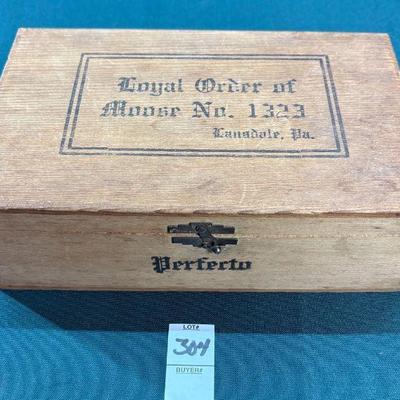 Loyal Order of
Moose No. 1323
Lansdale, Pa.
Perfecto
LOT#
304
BUYER#